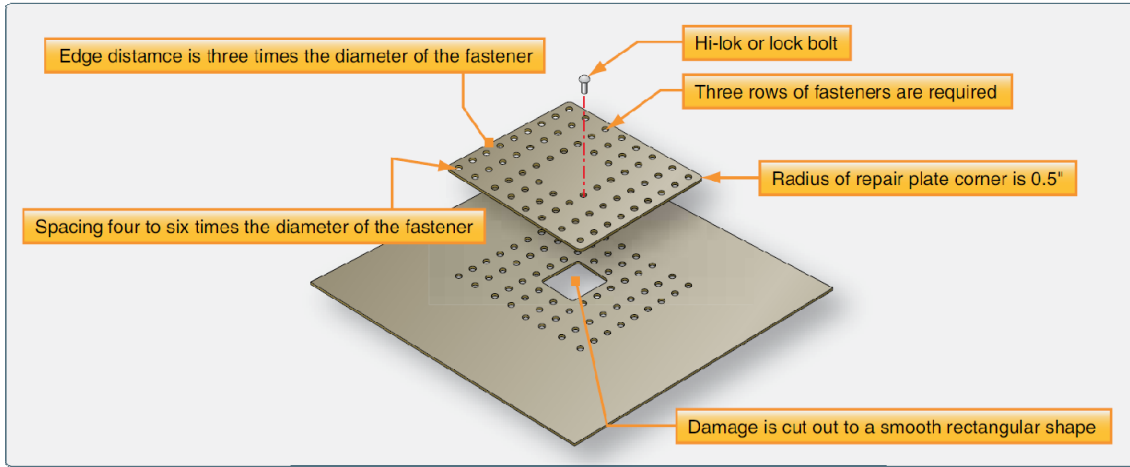 Edge distamce is three times the diameter of the fastener
Hi-lok or lock bolt
Three rows of fasteners are required
Radius of repair plate corner is 0.5"
Spacing four to six times the diameter of the fastener
Damage is cut out to a smooth rectangular shape